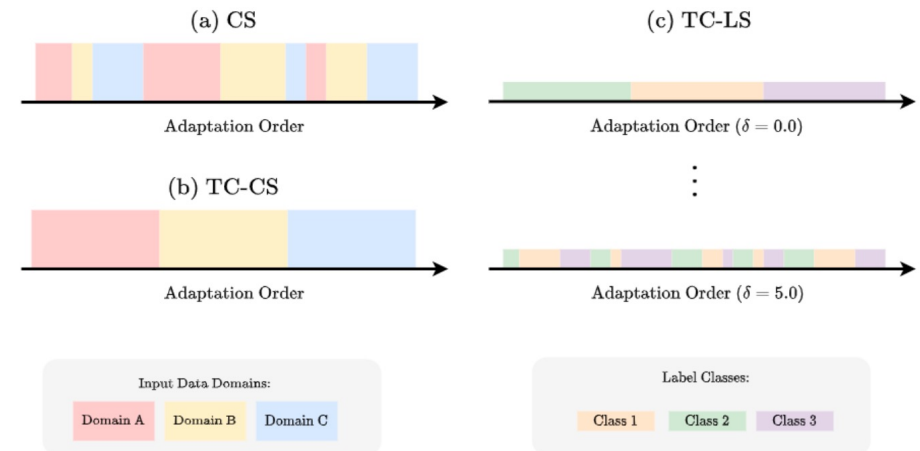 (a) CS
Adaptation Order
(b) TC-CS
Adaptation Order
Input Data Domains:
Domain A
Domain B
Domain C
(c) TC-LS
Adaptation Order (δ = 0.0)
Adaptation Order (δ = 5.0)
Label Classes:
Class 1
Class 2
Class 3